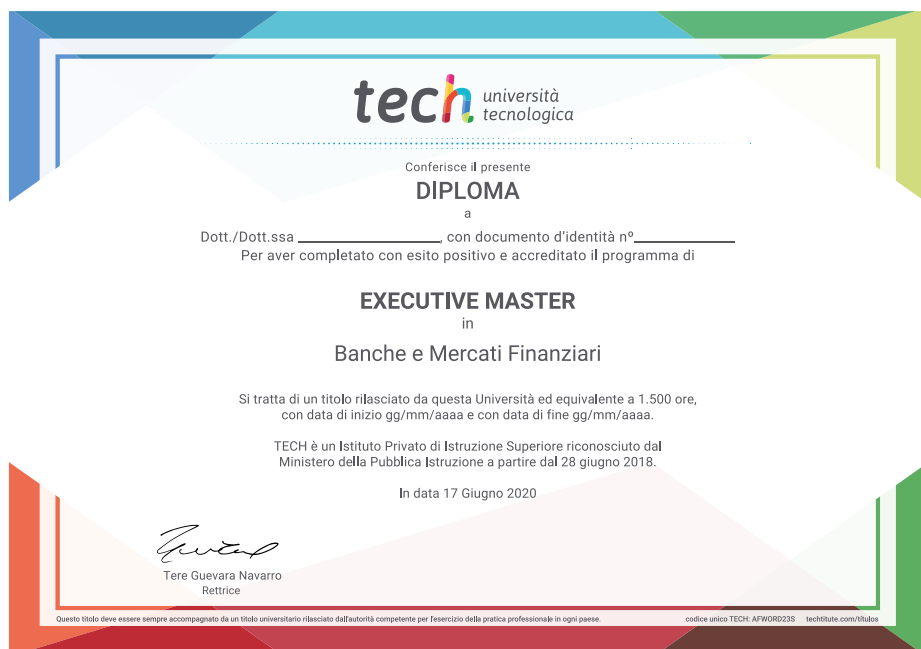 tech università
tecnologica
Conferisce il presente
DIPLOMA
a
Dott./Dott.ssa ____________________, con documento d'identità nº______________
Per aver completato con esito positivo e accreditato il programma di
EXECUTIVE MASTER
in
Banche e Mercati Finanziari
Si tratta di un titolo rilasciato da questa Università ed equivalente a 1.500 ore,
con data di inizio gg/mm/aaaa e con data di fine gg/mm/aaaa.
TECH è un Istituto Privato di Istruzione Superiore riconosciuto dal
Ministero della Pubblica Istruzione a partire dal 28 giugno 2018.
In data 17 Giugno 2020
Tere Guevara Navarro
Rettrice
Questo titolo deve essere sempre accompagnato da un titolo universitario rilasciato dall'autorità competente per l'esercizio della pratica professionale in ogni paese. codice unico TECH: AFWORD23S techtitute.com/títulos